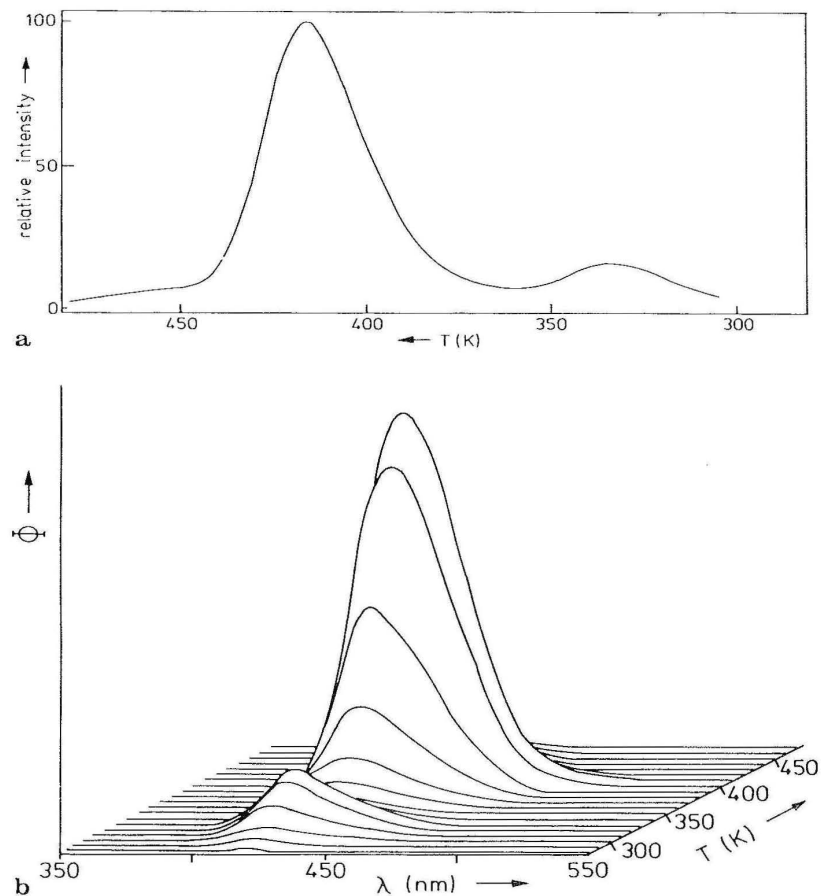 100
50
0
relative intensity →
450 400 350 300
← T (K)
a
Φ →
450
400
350
300
T (K) →
350 450 550
λ (nm) →
b